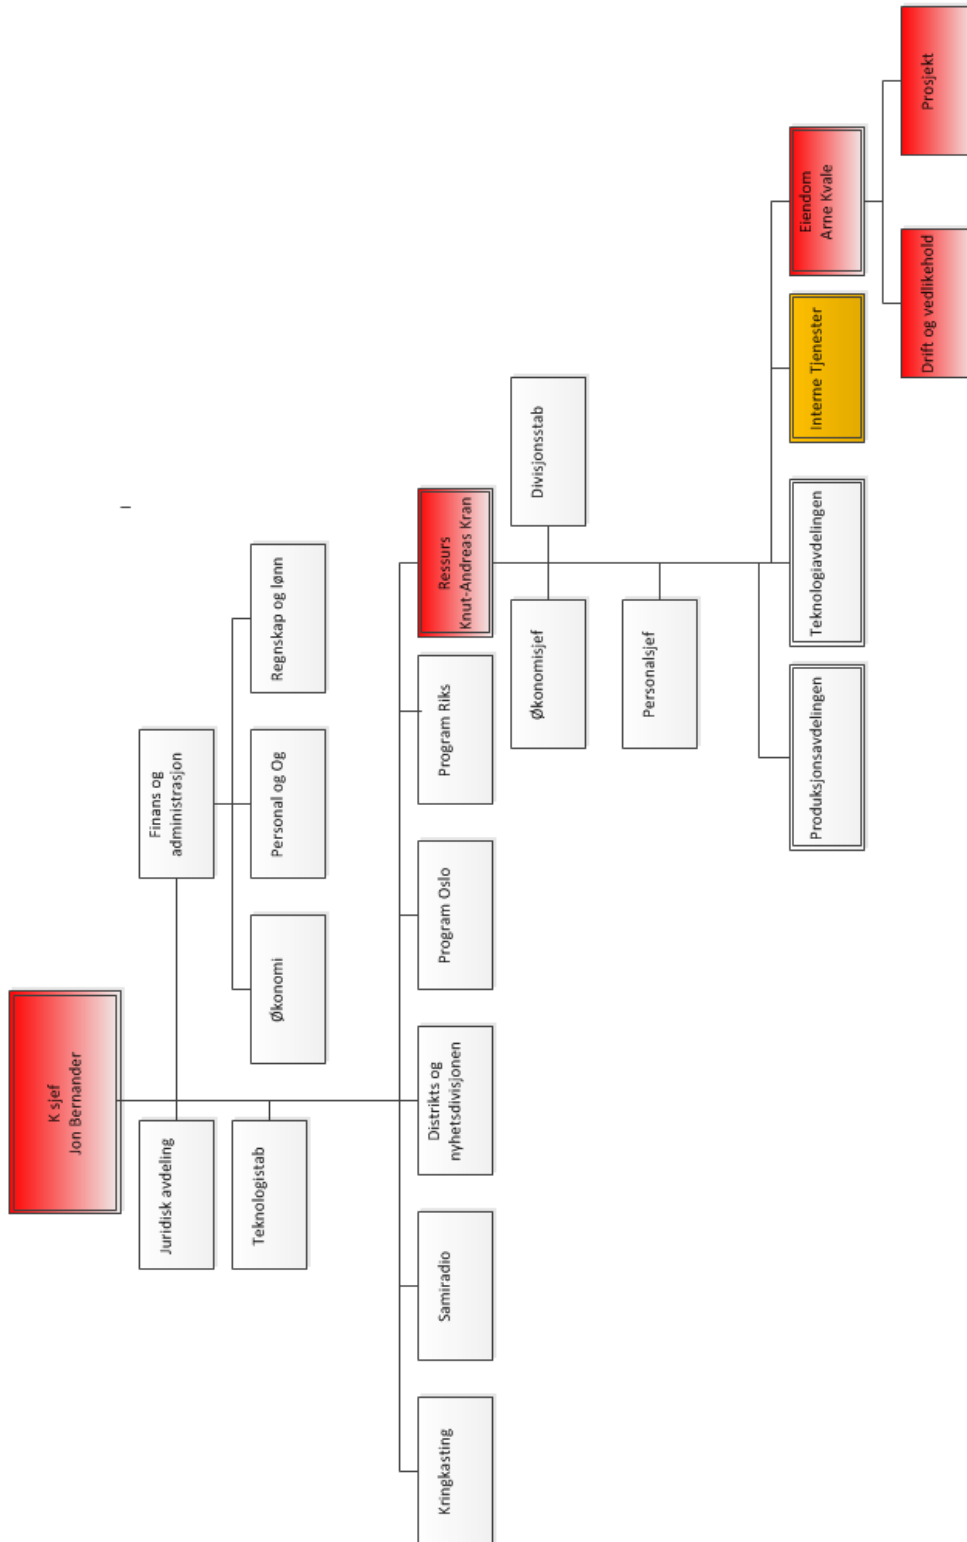 K sjef
Jon Bernander
Juridisk avdeling
Finans og
administrasjon
Teknologistab
Økonomi
Personal og Og
Regnskap og lønn
Kringkasting
Samiradio
Distrikts og
nyhetsdivisjonen
Program Oslo
Program Riks
Ressurs
Knut-Andreas Kran
Økonomisjef
Divisjonsstab
Personalsjef
Produksjonsavdelingen
Teknologiavdelingen
Interne Tjenester
Eiendom
Arne Kvale
Drift og vedlikehold
Prosjekt